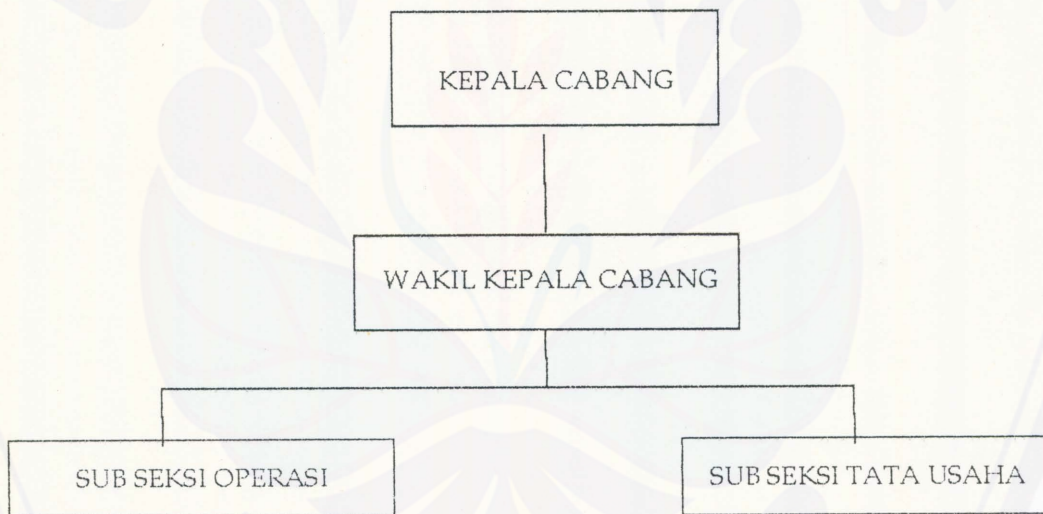 KEPALA CABANG
WAKIL KEPALA CABANG
SUB SEKSI OPERASI
SUB SEKSI TATA USAHA